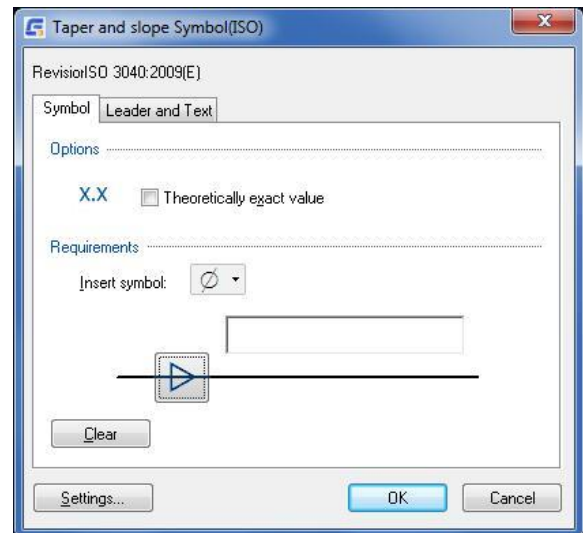 Taper and slope Symbol(ISO)
RevisiorISO 3040:2009(E)
Symbol Leader and Text
Options
X.X Theoretically exact value
Requirements
Insert symbol: Ø
Clear
Settings... OK Cancel